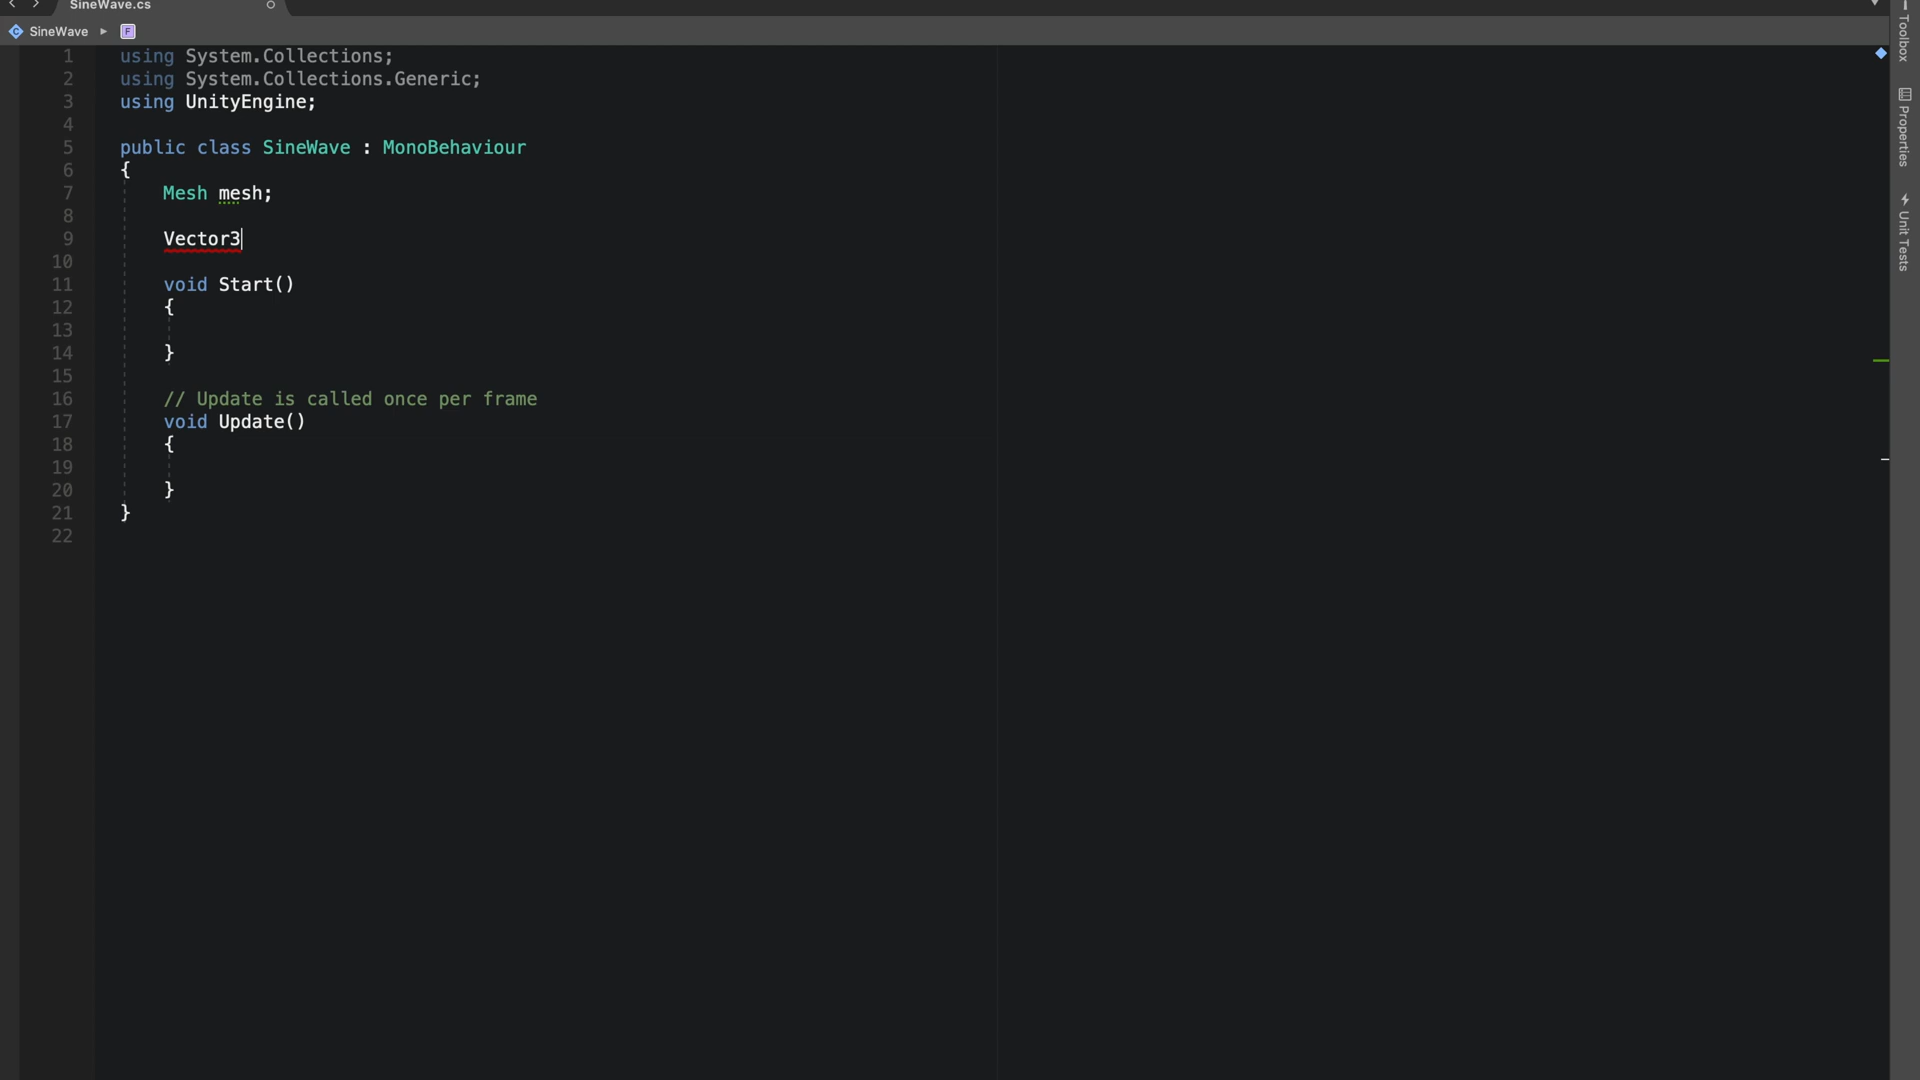 SineWave.cs
SineWave
F
1 using System.Collections;
2 using System.Collections.Generic;
3 using UnityEngine;
4
5 public class SineWave : MonoBehaviour
6 {
7 Mesh mesh;
8
9 Vector3
10
11 void Start()
12 {
13
14 }
15
16 // Update is called once per frame
17 void Update()
18 {
19
20 }
21 }
22
Toolbox
Properties
Unit Tests